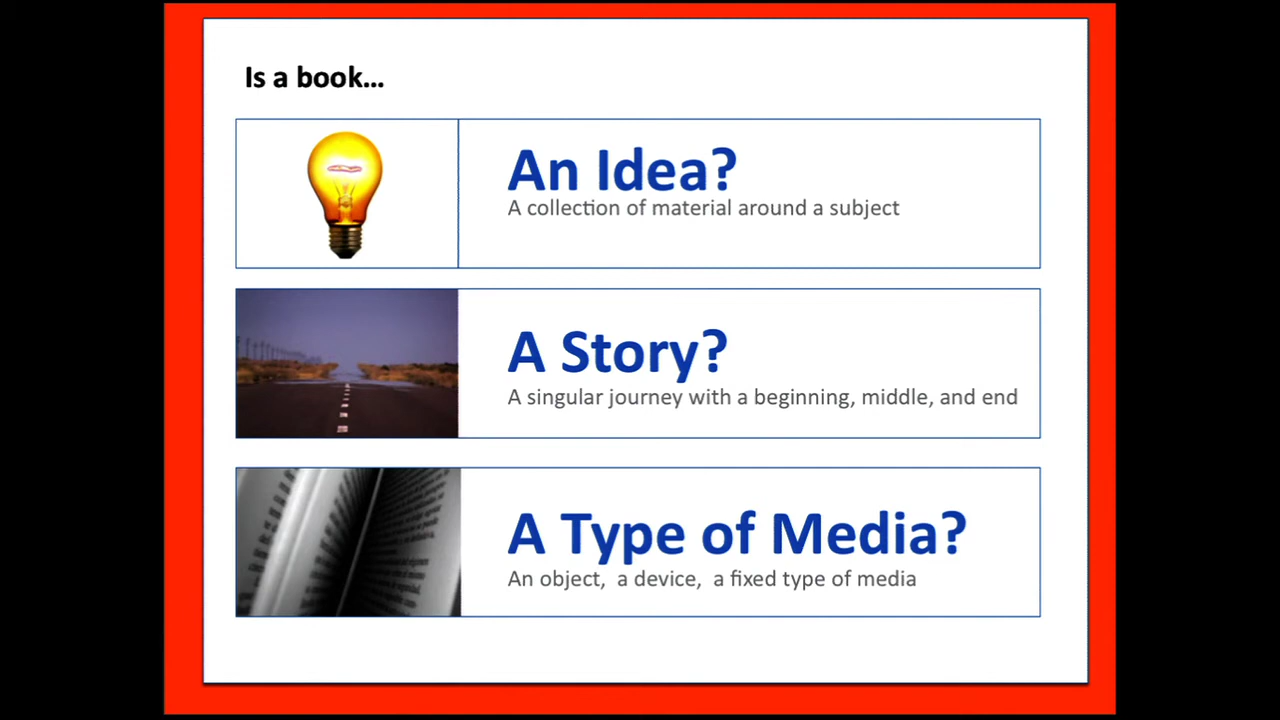 Is a book...
An Idea?
A collection of material around a subject
A Story?
A singular journey with a beginning, middle, and end
A Type of Media?
An object,  a device,  a fixed type of media